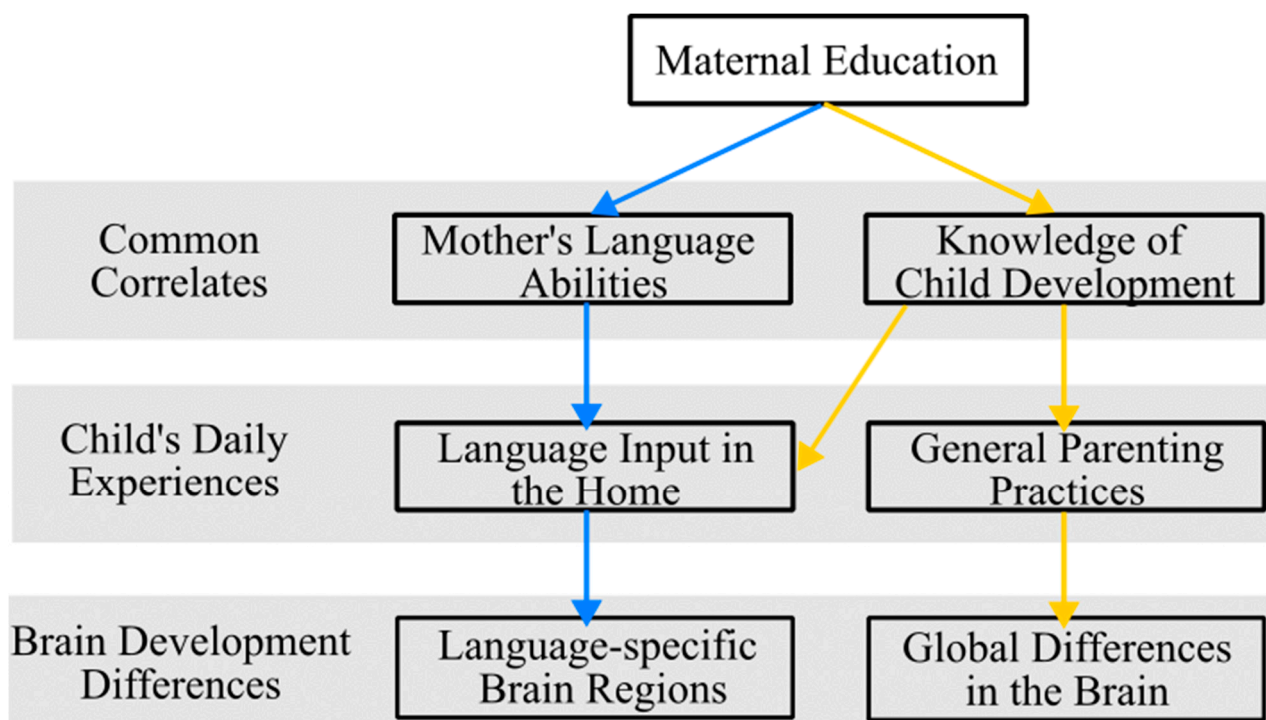 Maternal Education
Common
Correlates
Mother's Language
Abilities
Knowledge of
Child Development
Child's Daily
Experiences
Language Input in
the Home
General Parenting
Practices
Brain Development
Differences
Language-specific
Brain Regions
Global Differences
in the Brain